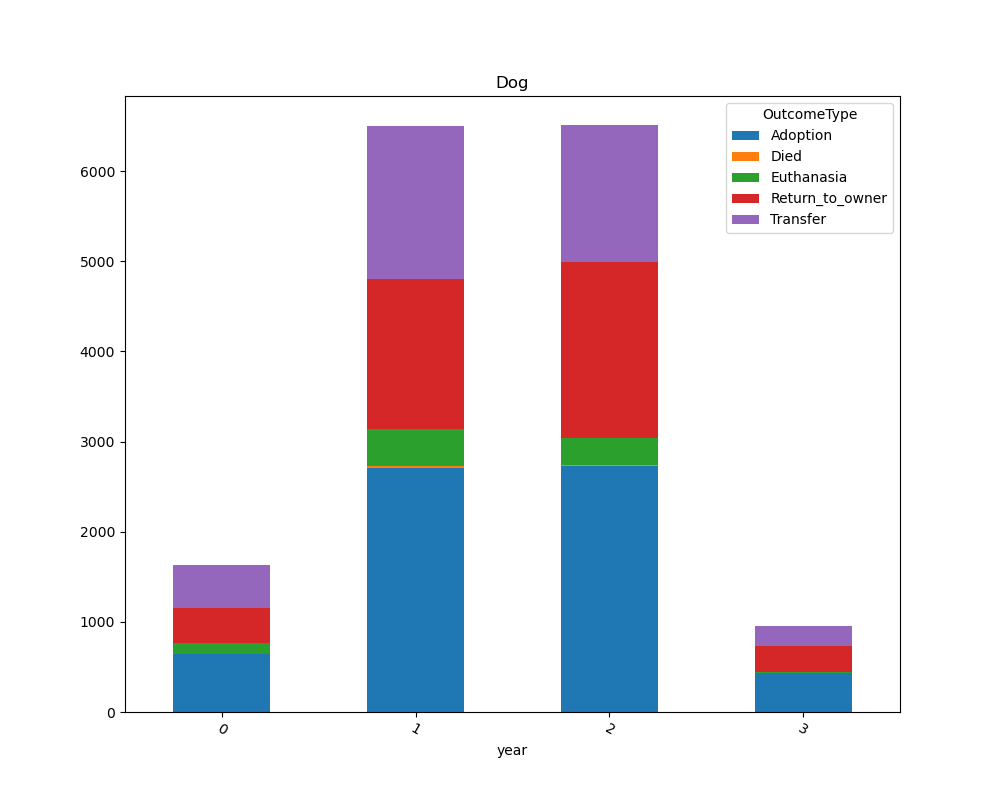 Dog
OutcomeType
Adoption
Died
Euthanasia
Return_to_owner
Transfer
6000
5000
4000
3000
2000
1000
0
0
1
2
3
year